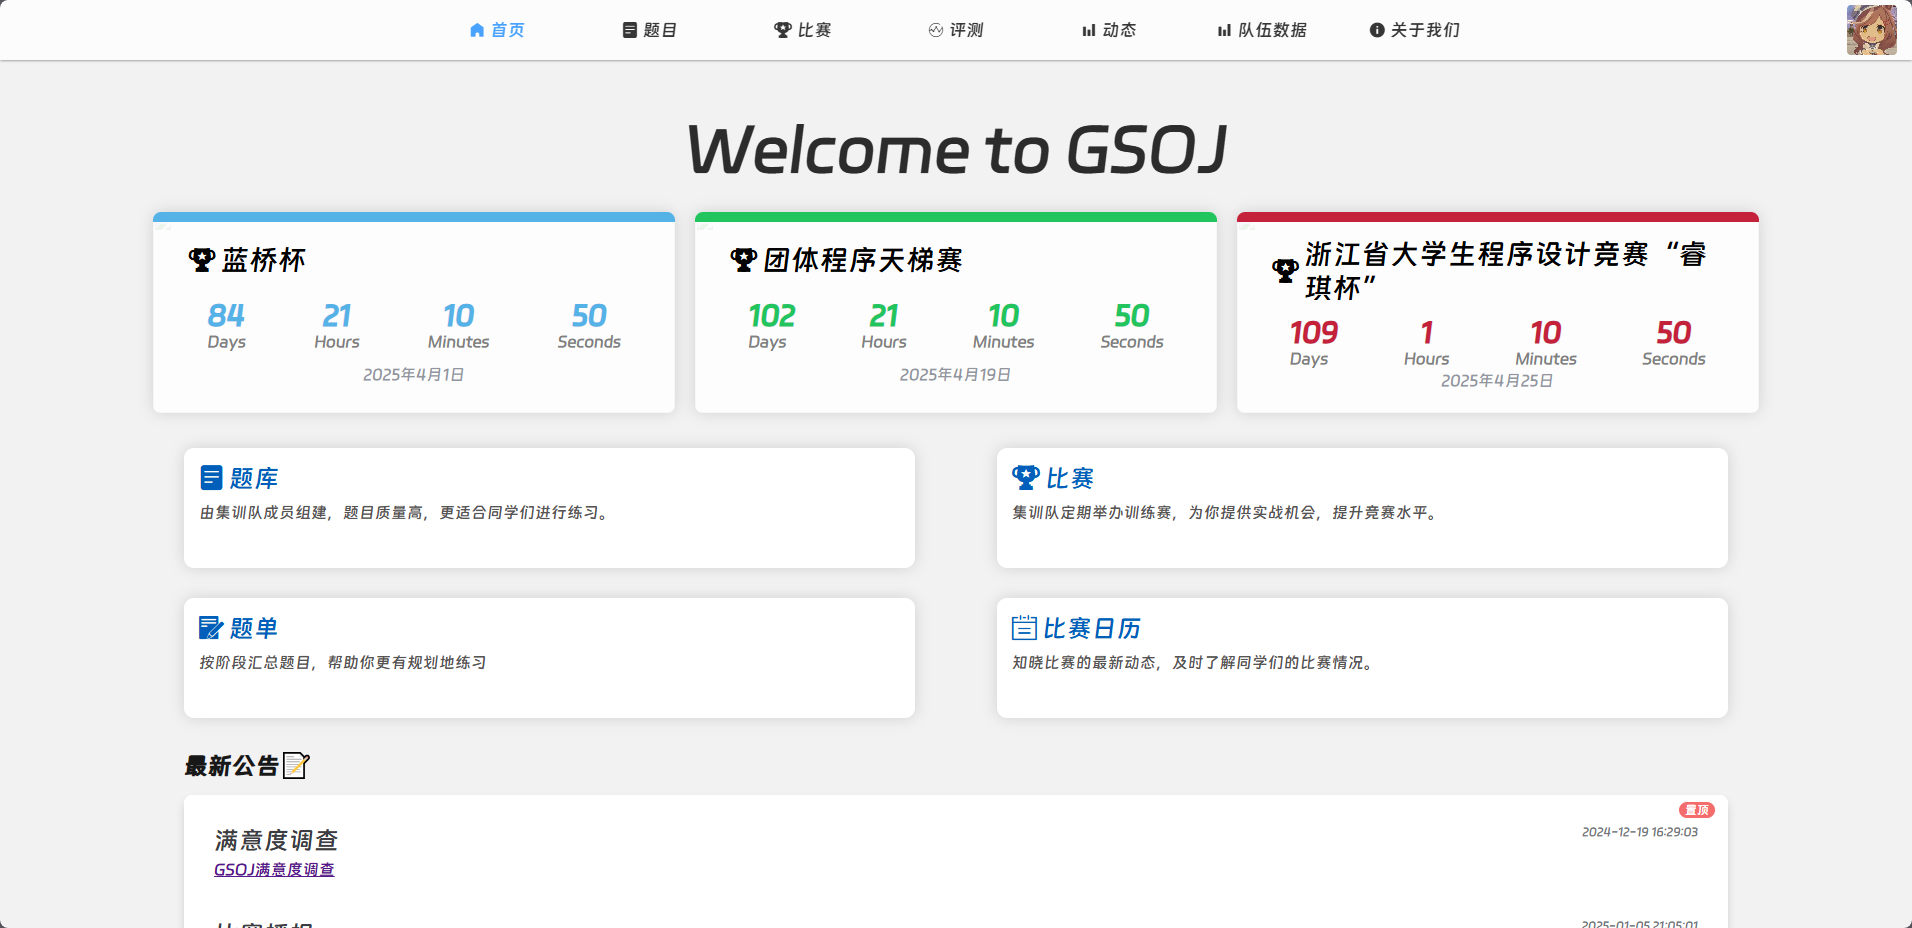 首页 题目 比赛 评测 动态 队伍数据 关于我们
Welcome to GSOJ
蓝桥杯
84 21 10 50
Days Hours Minutes Seconds
2025年4月1日
团体程序天梯赛
102 21 10 50
Days Hours Minutes Seconds
2025年4月19日
浙江省大学生程序设计竞赛“睿
琪杯”
109 1 10 50
Days Hours Minutes Seconds
2025年4月25日
题库
由集训队成员组建，题目质量高，更适合同学们进行练习。
比赛
集训队定期举办训练赛，为你提供实战机会，提升竞赛水平。
题单
按阶段汇总题目，帮助你更有规划地练习
比赛日历
知晓比赛的最新动态，及时了解同学们的比赛情况。
最新公告
置顶
满意度调查
2024-12-19 16:29:03
GSOJ满意度调查
2025-01-05 21:05:01